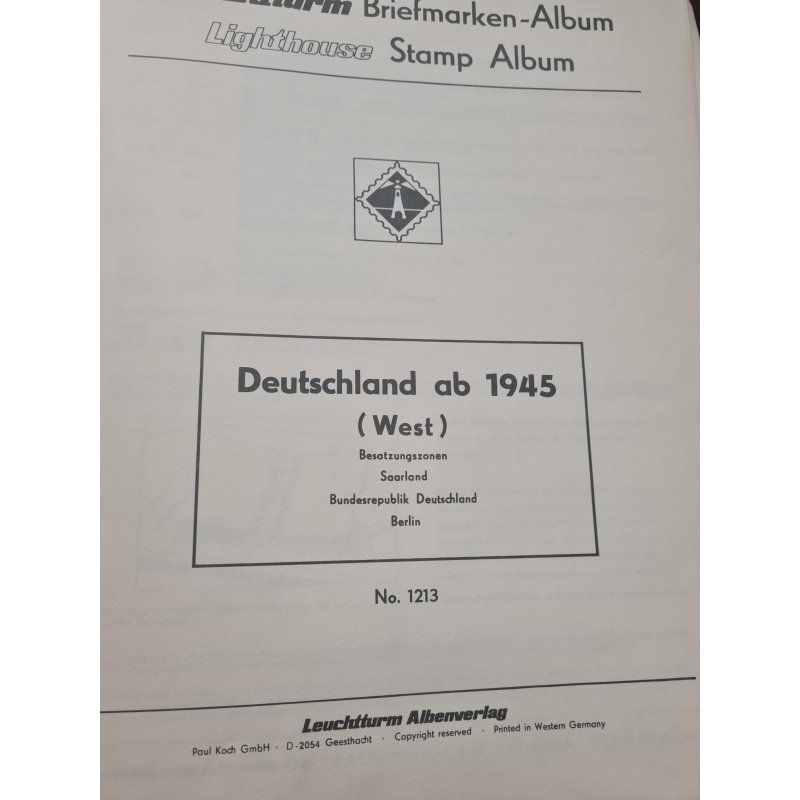 Briefmarken-Album
Lighthouse Stamp Album
Deutschland ab 1945
(West)
Besatzungszonen
Saarland
Bundesrepublik Deutschland
Berlin
No. 1213
Leuchtturm Albenverlag
Paul Koch GmbH · D-2054 Geesthacht · Copyright reserved · Printed in Western Germany